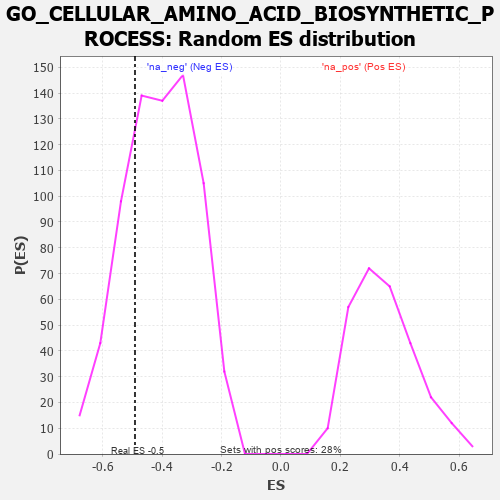 GO_CELLULAR_AMINO_ACID_BIOSYNTHETIC_P
ROCESS: Random ES distribution
'na_neg' (Neg ES)
'na_pos' (Pos ES)
150
140
130
120
110
100
90
80
70
60
50
40
30
20
10
0
P(ES)
Real ES -0.5
Sets with pos scores: 28%
-0.6
-0.4
-0.2
0.0
0.2
0.4
0.6
ES